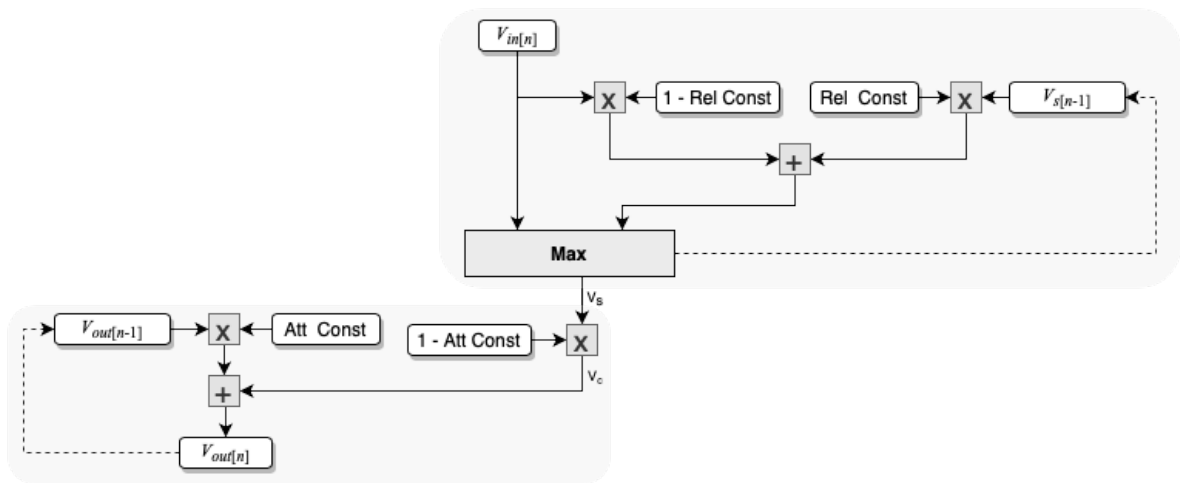 V_in[n]
X 1 - Rel Const Rel Const X V_s[n-1]
+
Max
V_s
V_out[n-1] X Att Const 1 - Att Const X
V_c
+
V_out[n]